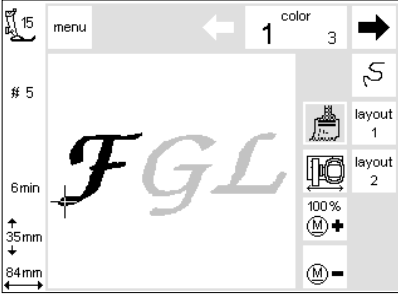 15
menu
color
1 3
# 5
S
layout
1
layout
2
FGL
6min
100%
M +
35mm
84mm
M -